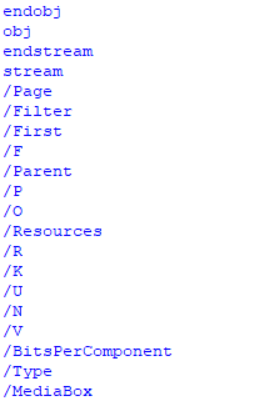 endobj
obj
endstream
stream
/Page
/Filter
/First
/F
/Parent
/P
/O
/Resources
/R
/K
/U
/N
/V
/BitsPerComponent
/Type
/MediaBox